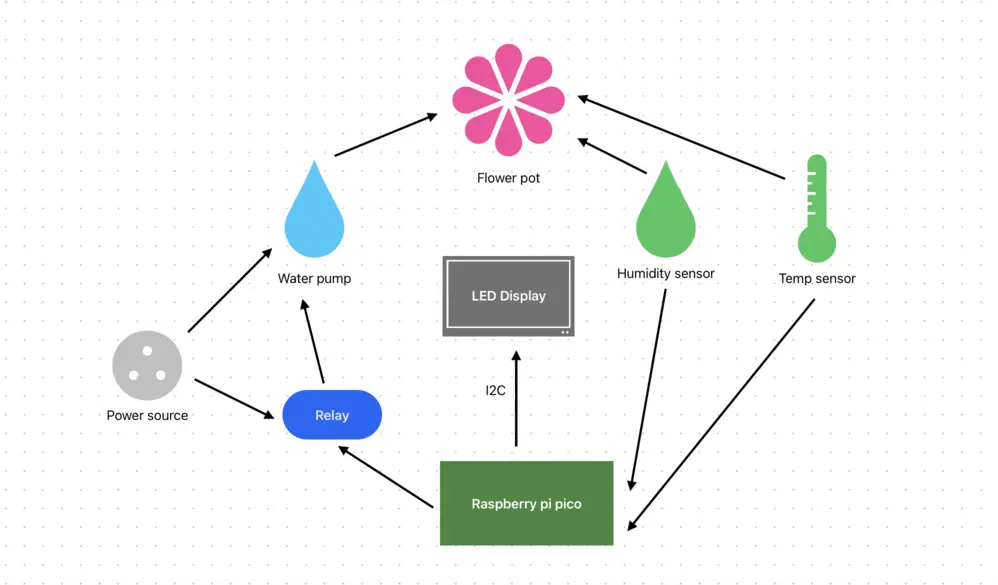 Flower pot
Water pump
Humidity sensor
Temp sensor
LED Display
I2C
Power source
Relay
Raspberry pi pico